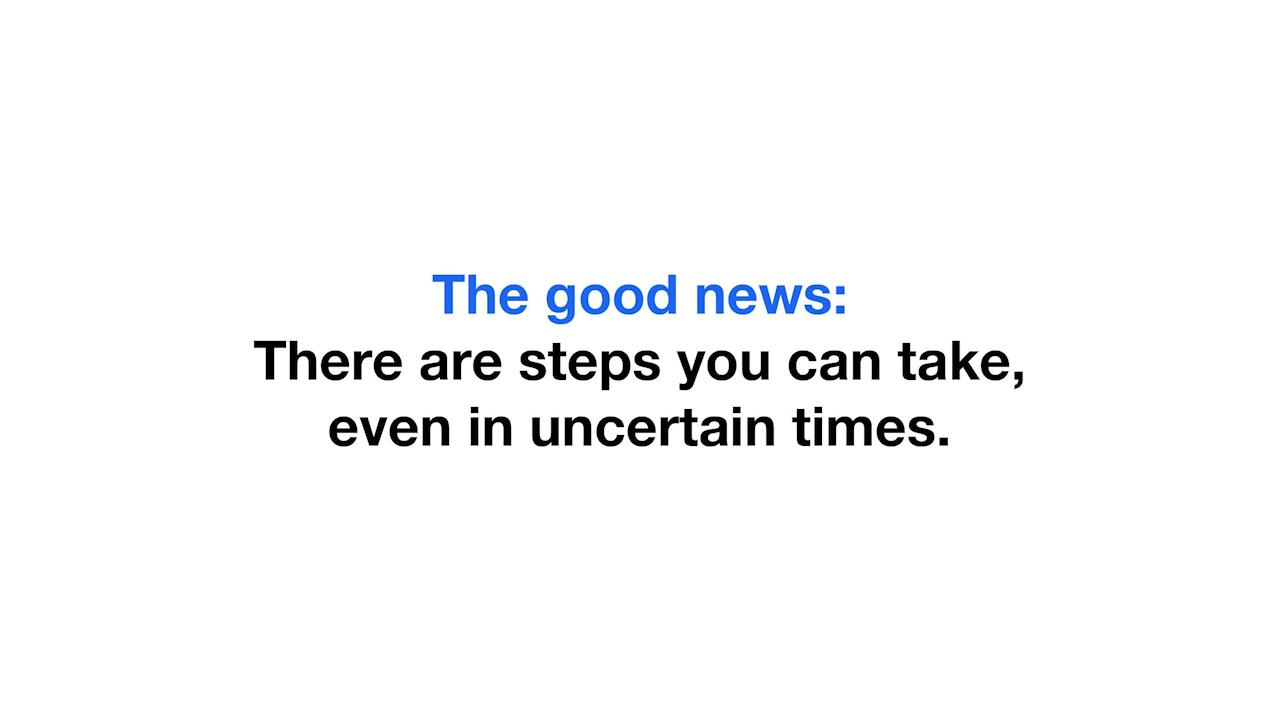 The good news:
There are steps you can take,
even in uncertain times.